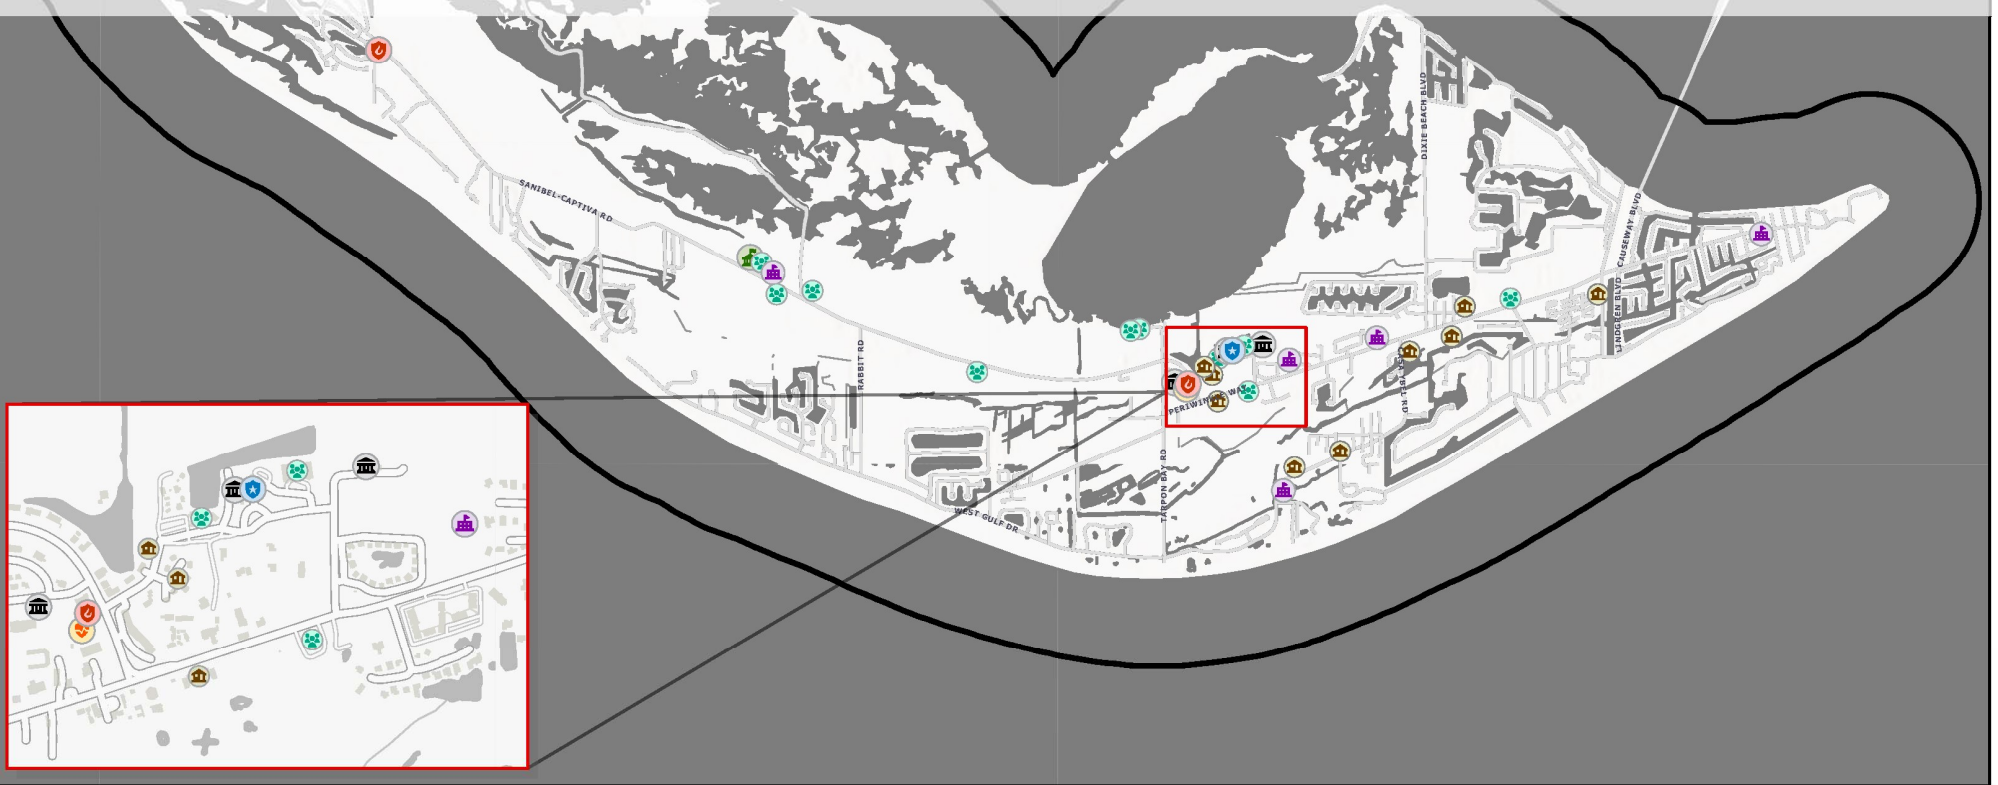 DIXIE BEACH BLVD
SANIBEL-CAPTIVA RD
CAUSEWAY BLVD
LINDGREN BLVD
RABBIT RD
PERIWINKLE WAY
TARPON BAY RD
WEST GULF DR